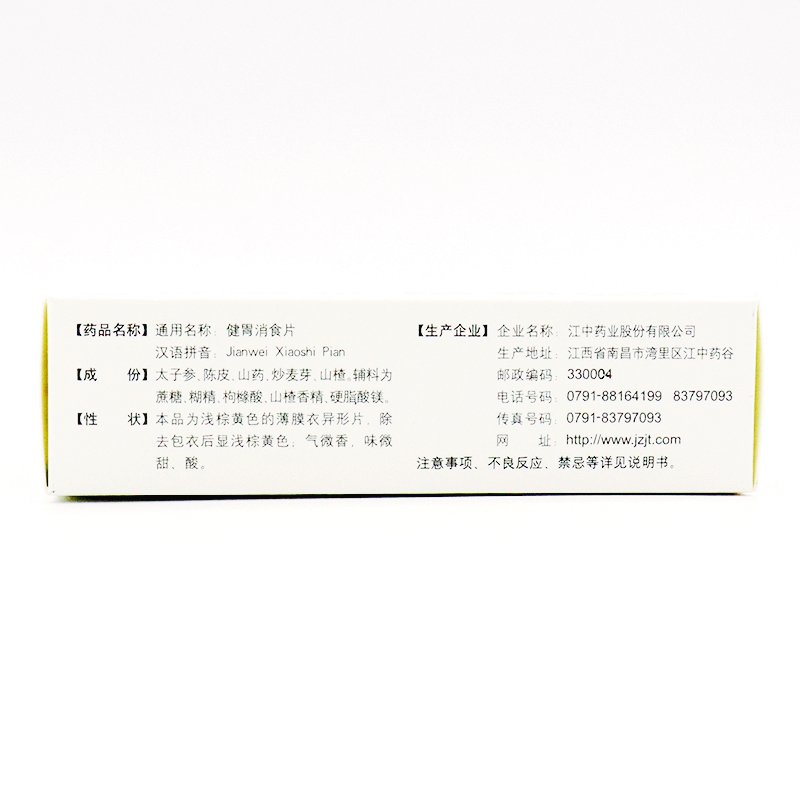 【药品名称】通用名称：健胃消食片
汉语拼音：Jianwei Xiaoshi Pian
【成 份】太子参、陈皮、山药、炒麦芽、山楂。辅料为
蔗糖、糊精、枸橼酸、山楂香精、硬脂酸镁。
【性 状】本品为浅棕黄色的薄膜衣异形片，除
去包衣后显浅棕黄色；气微香，味微
甜、酸。
【生产企业】企业名称：江中药业股份有限公司
生产地址：江西省南昌市湾里区江中药谷
邮政编码：330004
电话号码：0791-88164199 83797093
传真号码：0791-83797093
网 址：http://www.jzjt.com
注意事项、不良反应、禁忌等详见说明书。